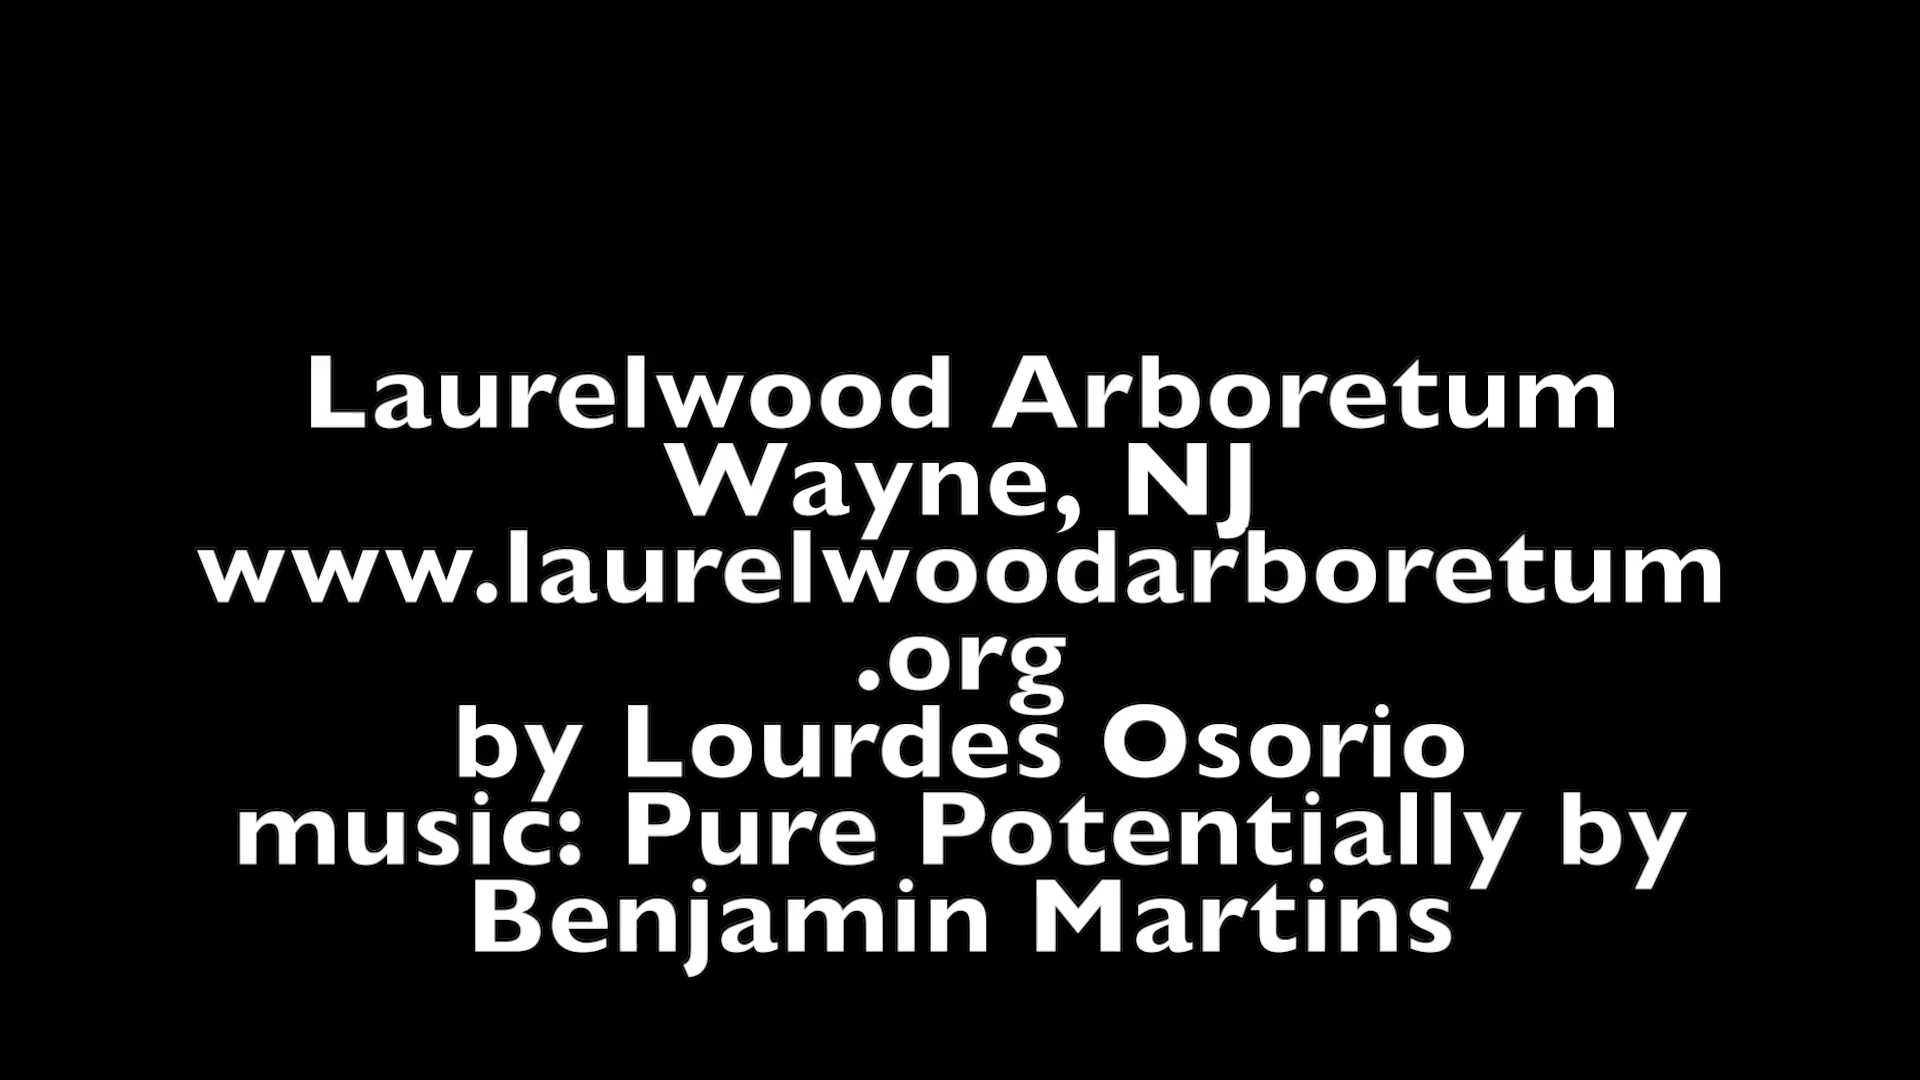 Laurelwood Arboretum
Wayne, NJ
www.laurelwoodarboretum
.org
by Lourdes Osorio
music: Pure Potentially by
Benjamin Martins